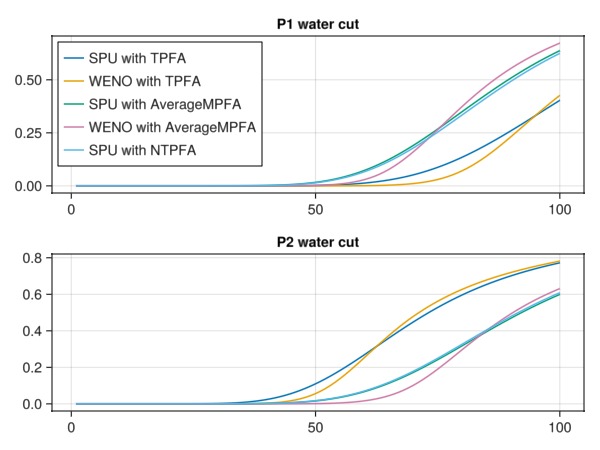 P1 water cut
SPU with TPFA
WENO with TPFA
SPU with AverageMPFA
WENO with AverageMPFA
SPU with NTPFA
0.50
0.25
0.00
0 50 100
P2 water cut
0.8
0.6
0.4
0.2
0.0
0 50 100